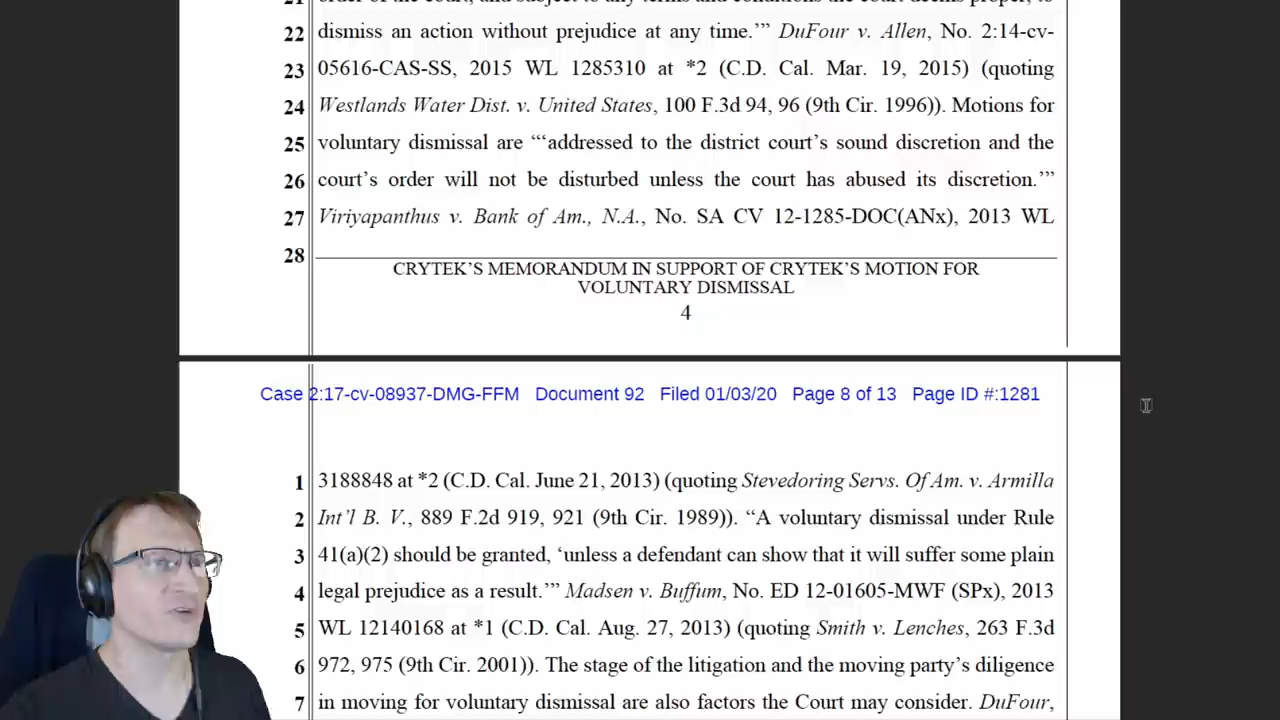 21 order of the court, and subject to any terms and conditions the court deems proper, to
22 dismiss an action without prejudice at any time.’” DuFour v. Allen, No. 2:14-cv-
23 05616-CAS-SS, 2015 WL 1285310 at *2 (C.D. Cal. Mar. 19, 2015) (quoting
24 Westlands Water Dist. v. United States, 100 F.3d 94, 96 (9th Cir. 1996)). Motions for
25 voluntary dismissal are “‘addressed to the district court’s sound discretion and the
26 court’s order will not be disturbed unless the court has abused its discretion.’”
27 Viriyapanthus v. Bank of Am., N.A., No. SA CV 12-1285-DOC(ANx), 2013 WL
28
CRYTEK’S MEMORANDUM IN SUPPORT OF CRYTEK’S MOTION FOR
VOLUNTARY DISMISSAL
4
Case 2:17-cv-08937-DMG-FFM Document 92 Filed 01/03/20 Page 8 of 13 Page ID #:1281
1 3188848 at *2 (C.D. Cal. June 21, 2013) (quoting Stevedoring Servs. Of Am. v. Armilla
2 Int’l B. V., 889 F.2d 919, 921 (9th Cir. 1989)). “A voluntary dismissal under Rule
3 41(a)(2) should be granted, ‘unless a defendant can show that it will suffer some plain
4 legal prejudice as a result.’” Madsen v. Buffum, No. ED 12-01605-MWF (SPx), 2013
5 WL 12140168 at *1 (C.D. Cal. Aug. 27, 2013) (quoting Smith v. Lenches, 263 F.3d
6 972, 975 (9th Cir. 2001)). The stage of the litigation and the moving party’s diligence
7 in moving for voluntary dismissal are also factors the Court may consider. DuFour,